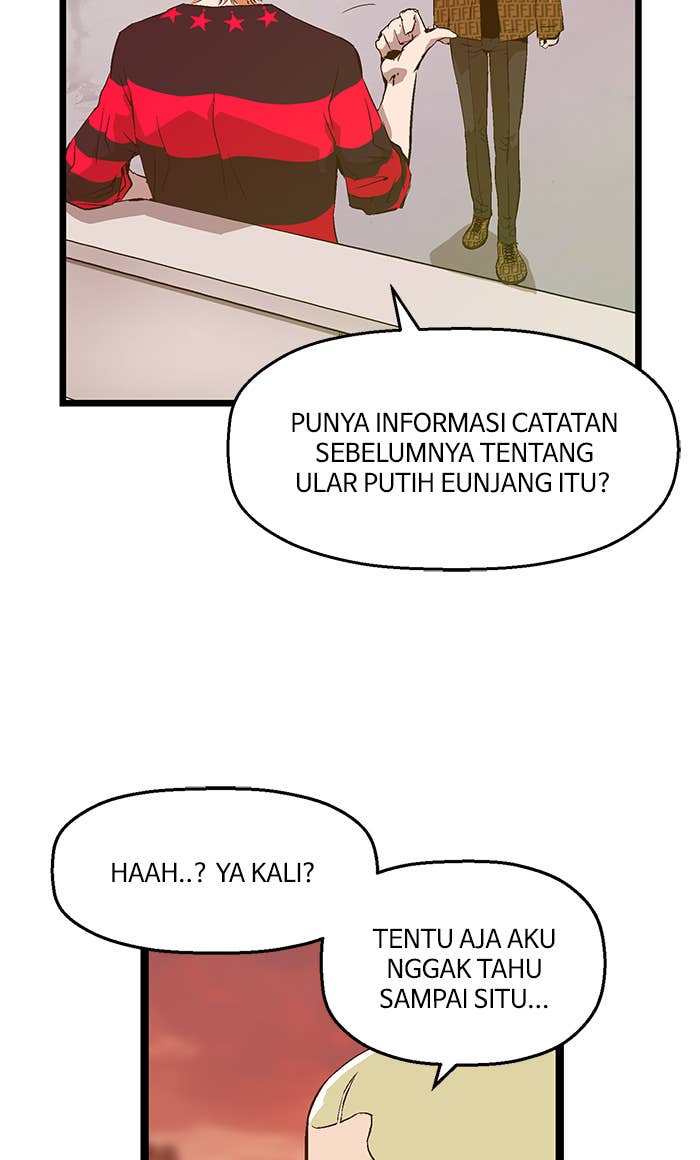 PUNYA INFORMASI CATATAN
SEBELUMNYA TENTANG
ULAR PUTIH EUNJANG ITU?
HAAH..? YA KALI?
TENTU AJA AKU
NGGAK TAHU
SAMPAI SITU...